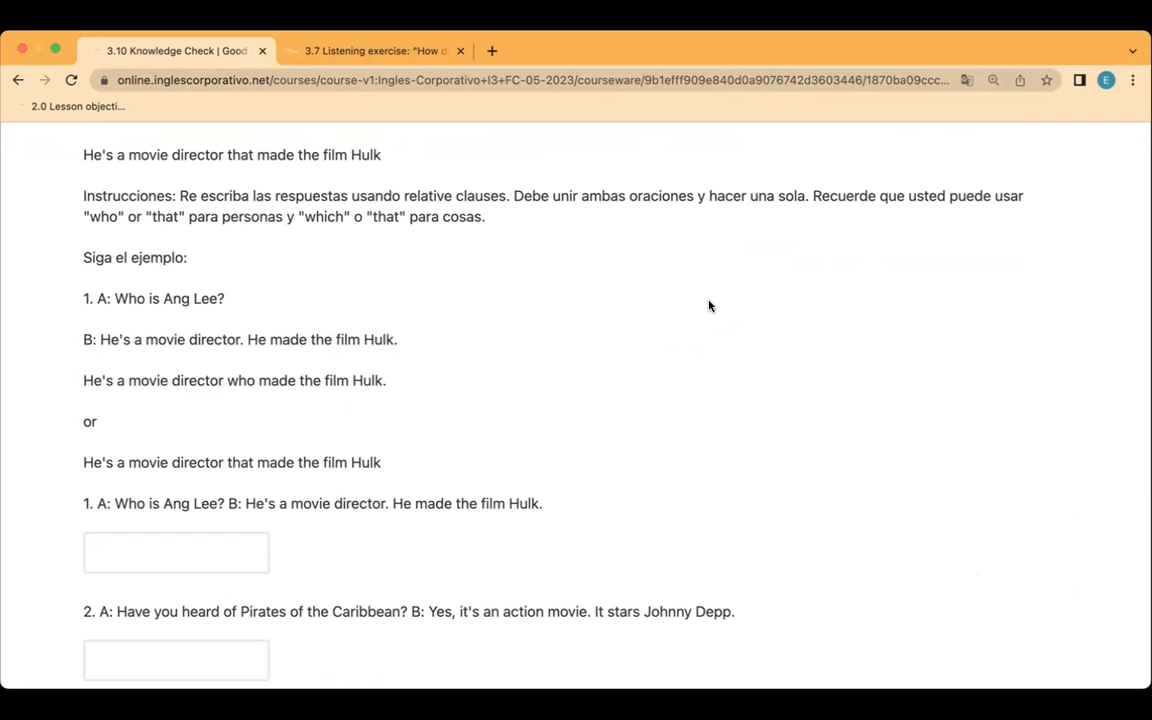 3.10 Knowledge Check | Good
3.7 Listening exercise: "How d
online.inglescorporativo.net/courses/course-v1:Ingles-Corporativo+I3+FC-05-2023/courseware/9b1efff909e840d0a9076742d3603446/1870ba09ccc...
E
2.0 Lesson objecti...
He's a movie director that made the film Hulk
Instrucciones: Re escriba las respuestas usando relative clauses. Debe unir ambas oraciones y hacer una sola. Recuerde que usted puede usar
"who" or "that" para personas y "which" o "that" para cosas.
Siga el ejemplo:
1. A: Who is Ang Lee?
B: He's a movie director. He made the film Hulk.
He's a movie director who made the film Hulk.
or
He's a movie director that made the film Hulk
1. A: Who is Ang Lee? B: He's a movie director. He made the film Hulk.
2. A: Have you heard of Pirates of the Caribbean? B: Yes, it's an action movie. It stars Johnny Depp.